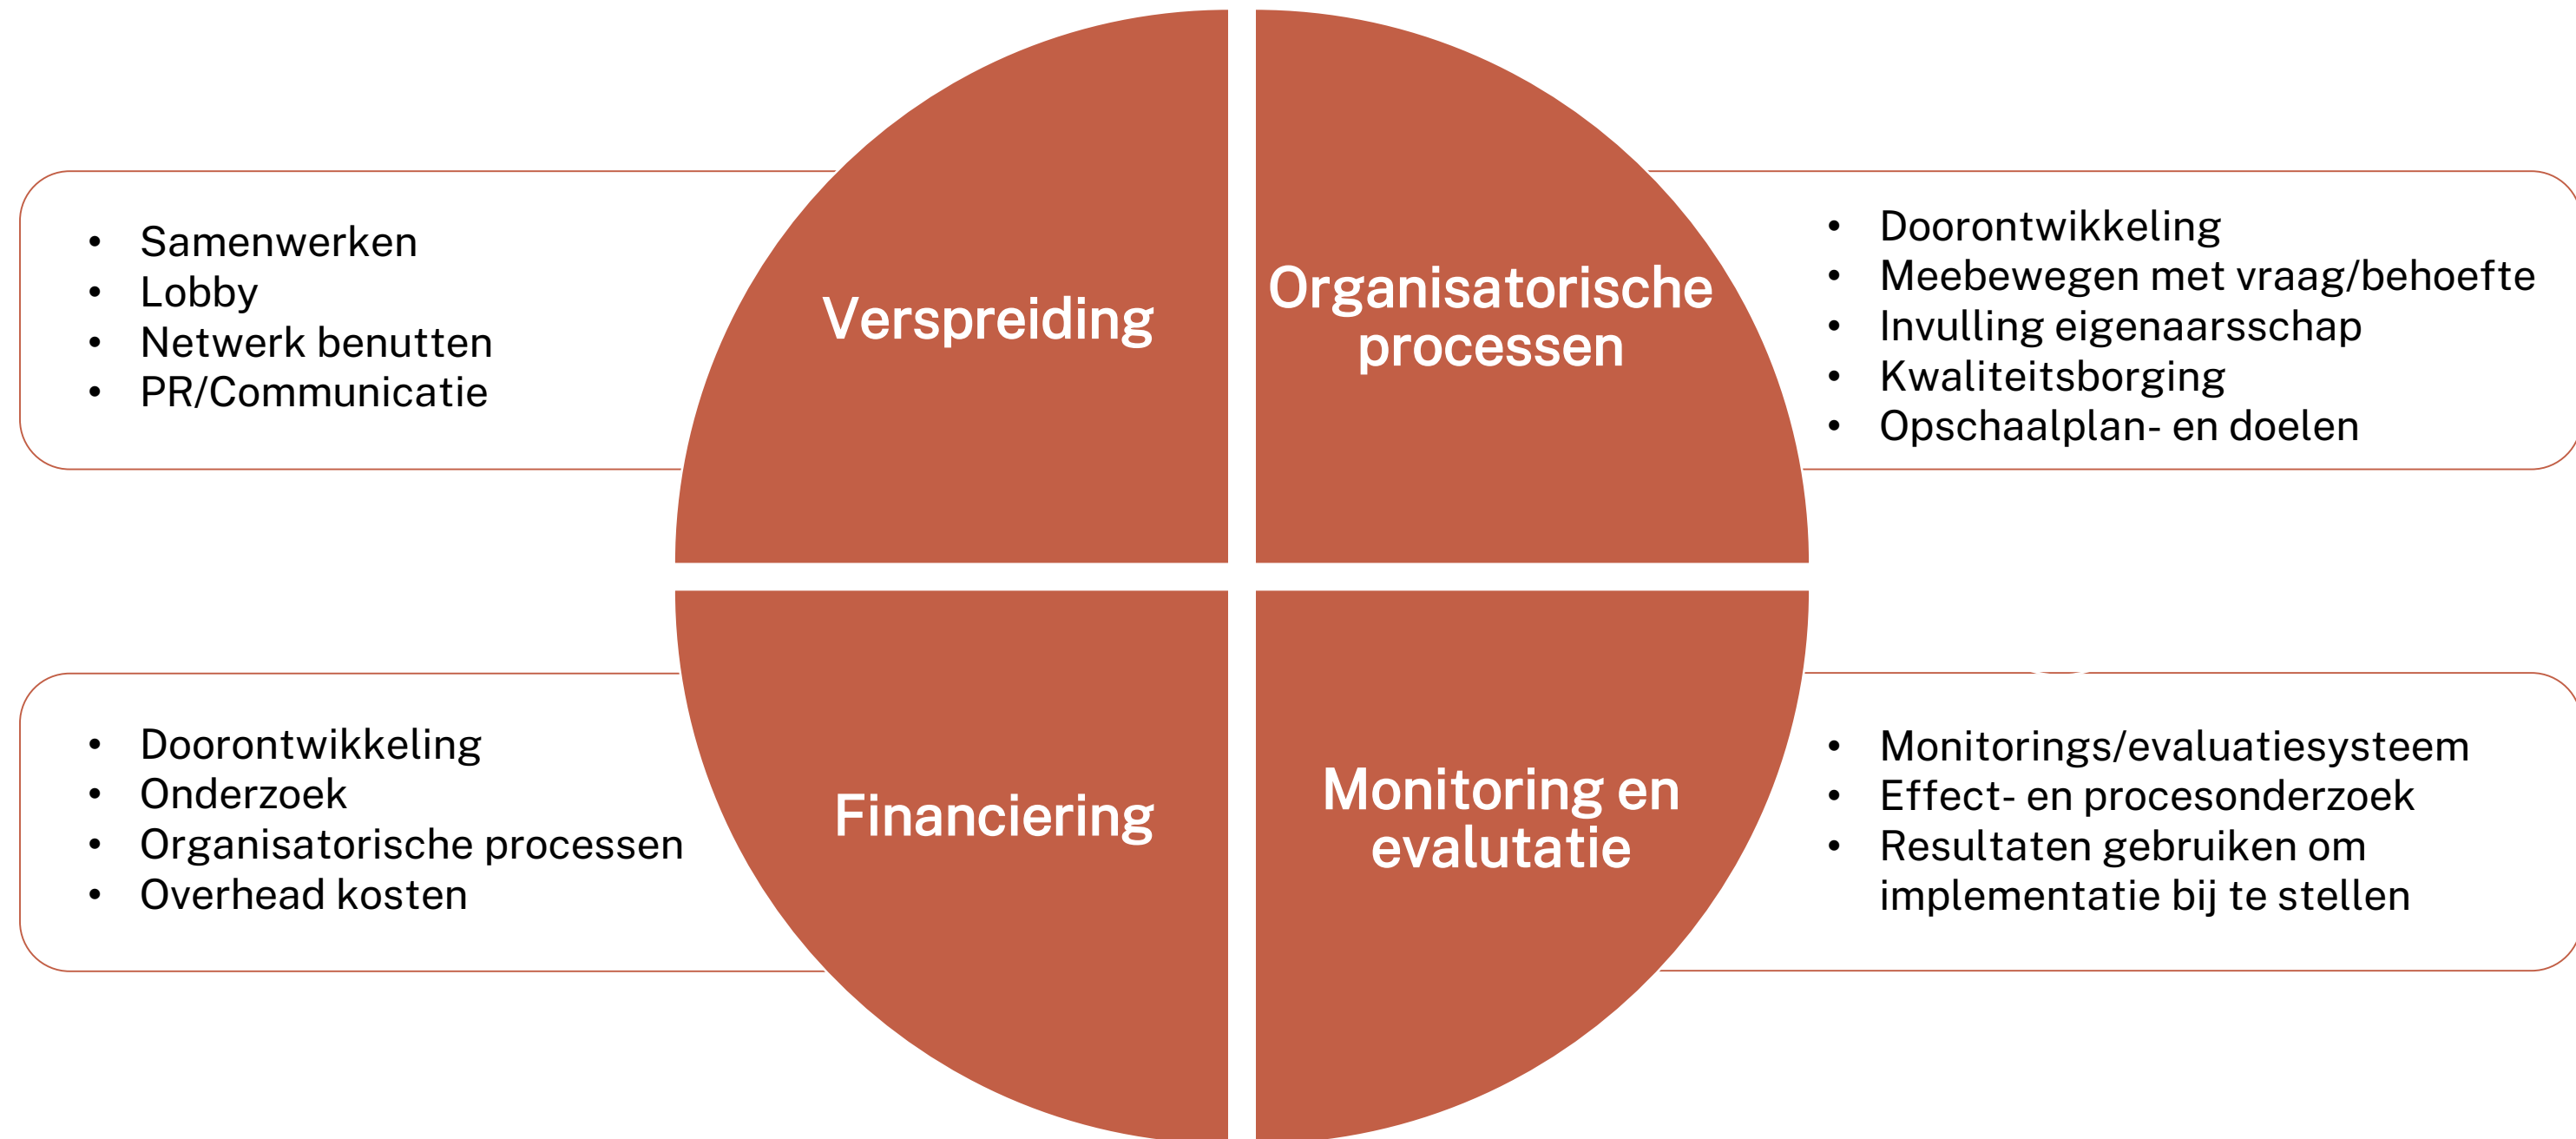 Verspreiding
• Samenwerken
• Lobby
• Netwerk benutten
• PR/Communicatie
Organisatorische
processen
• Doorontwikkeling
• Meebewegen met vraag/behoefte
• Invulling eigenaarsschap
• Kwaliteitsborging
• Opschaalplan- en doelen
Financiering
• Doorontwikkeling
• Onderzoek
• Organisatorische processen
• Overhead kosten
Monitoring en
evalutatie
• Monitorings/evaluatiesysteem
• Effect- en procesonderzoek
• Resultaten gebruiken om
implementatie bij te stellen